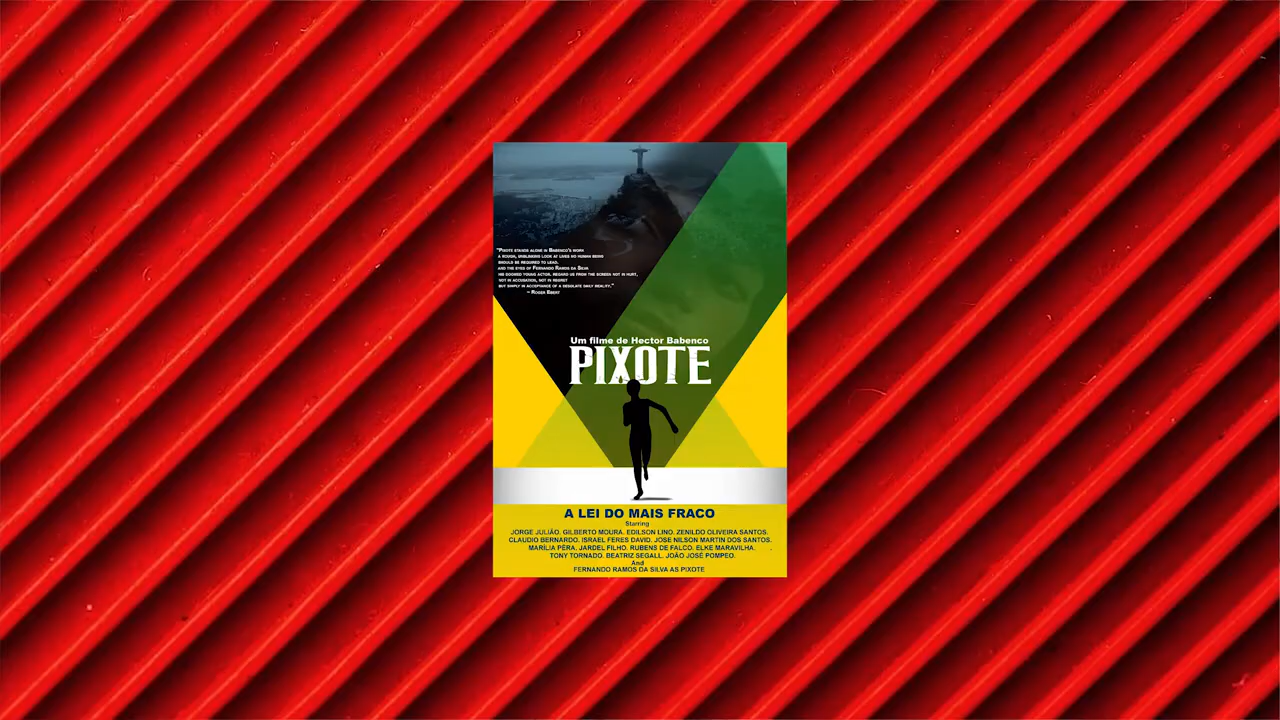 "PIXOTE STANDS ALONE IN BABENCO'S WORK
A ROUGH, UNBLINKING LOOK AT LIVES NO HUMAN BEING
SHOULD BE REQUIRED TO LEAD.
AND THE EYES OF FERNANDO RAMOS DA SILVA
HIS DOOMED YOUNG ACTOR, REGARD US FROM THE SCREEN NOT IN HURT,
NOT IN ACCUSATION, NOT IN REGRET
BUT SIMPLY IN ACCEPTANCE OF A DESOLATE DAILY REALITY."
~ ROGER EBERT
Um filme de Hector Babenco
PIXOTE
A LEI DO MAIS FRACO
Starring
JORGE JULIÃO. GILBERTO MOURA. EDILSON LINO. ZENILDO OLIVEIRA SANTOS.
CLAUDIO BERNARDO. ISRAEL FERES DAVID. JOSE NILSON MARTIN DOS SANTOS.
MARÍLIA PÊRA. JARDEL FILHO. RUBENS DE FALCO. ELKE MARAVILHA.
TONY TORNADO. BEATRIZ SEGALL. JOÃO JOSÉ POMPEO.
And
FERNANDO RAMOS DA SILVA AS PIXOTE